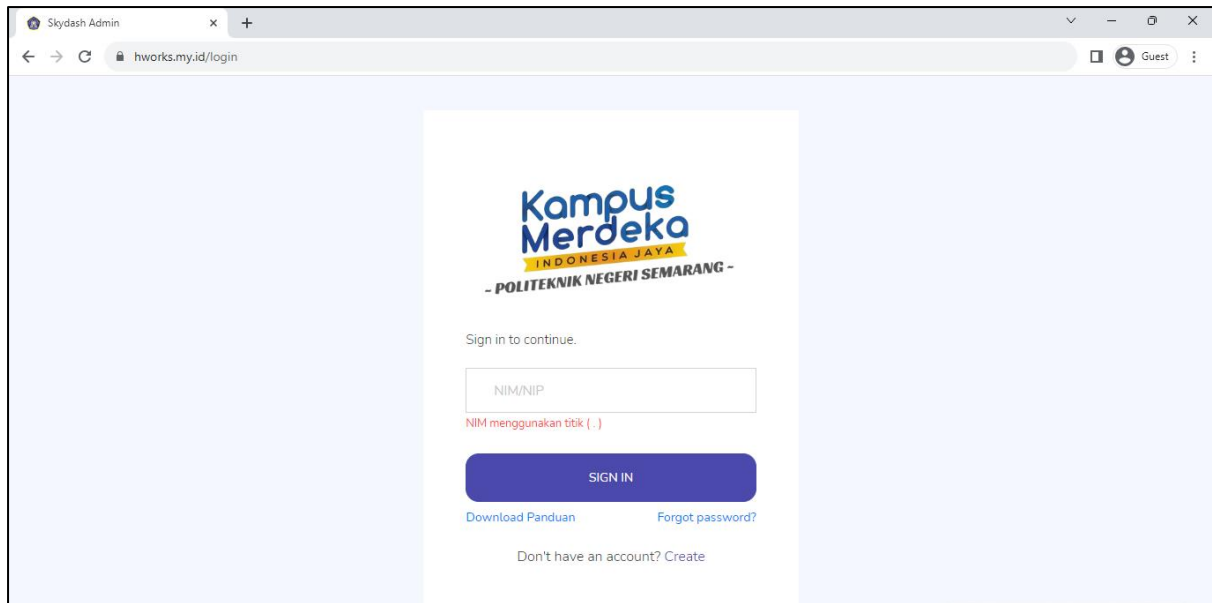 Skydash Admin
hworks.my.id/login
Guest
Kampus
Merdeka
INDONESIA JAYA
- POLITEKNIK NEGERI SEMARANG -
Sign in to continue.
NIM/NIP
NIM menggunakan titik ( . )
SIGN IN
Download Panduan Forgot password?
Don't have an account? Create